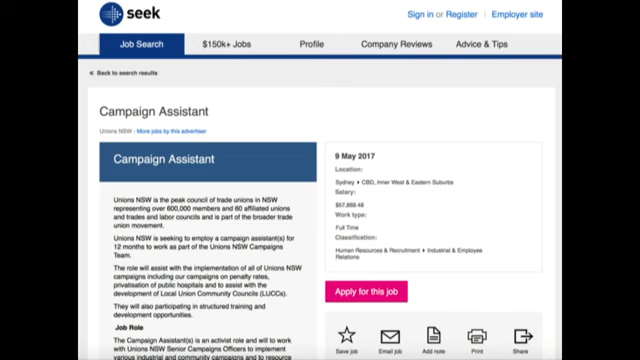 seek
Sign in or Register
Employer site
Job Search
$150k+ Jobs
Profile
Company Reviews
Advice & Tips
« Back to search results
Campaign Assistant
Unions NSW - More jobs by this advertiser
Campaign Assistant
Unions NSW is the peak council of trade unions in NSW
representing over 600,000 members and 60 affiliated unions
and trades and labor councils and is part of the broader trade
union movement.
Unions NSW is seeking to employ a campaign assistant(s) for
12 months to work as part of the Unions NSW Campaigns
Team.
The role will assist with the implementation of all of Unions NSW
campaigns including our campaigns on penalty rates,
privatisation of public hospitals and to assist with the
development of Local Union Community Councils (LUCCs).
They will also participating in structured training and
development opportunities.
Job Role
The Campaign Assistant(s) is an activist role and will to work
with Unions NSW Senior Campaigns Officers to implement
various industrial and community campaigns and to resource
9 May 2017
Location:
Sydney ▸ CBD, Inner West & Eastern Suburbs
Salary:
$57,869.48
Work type:
Full Time
Classification:
Human Resources & Recruitment ▸ Industrial & Employee
Relations
Apply for this job
Save job
Email job
Add note
Print
Share